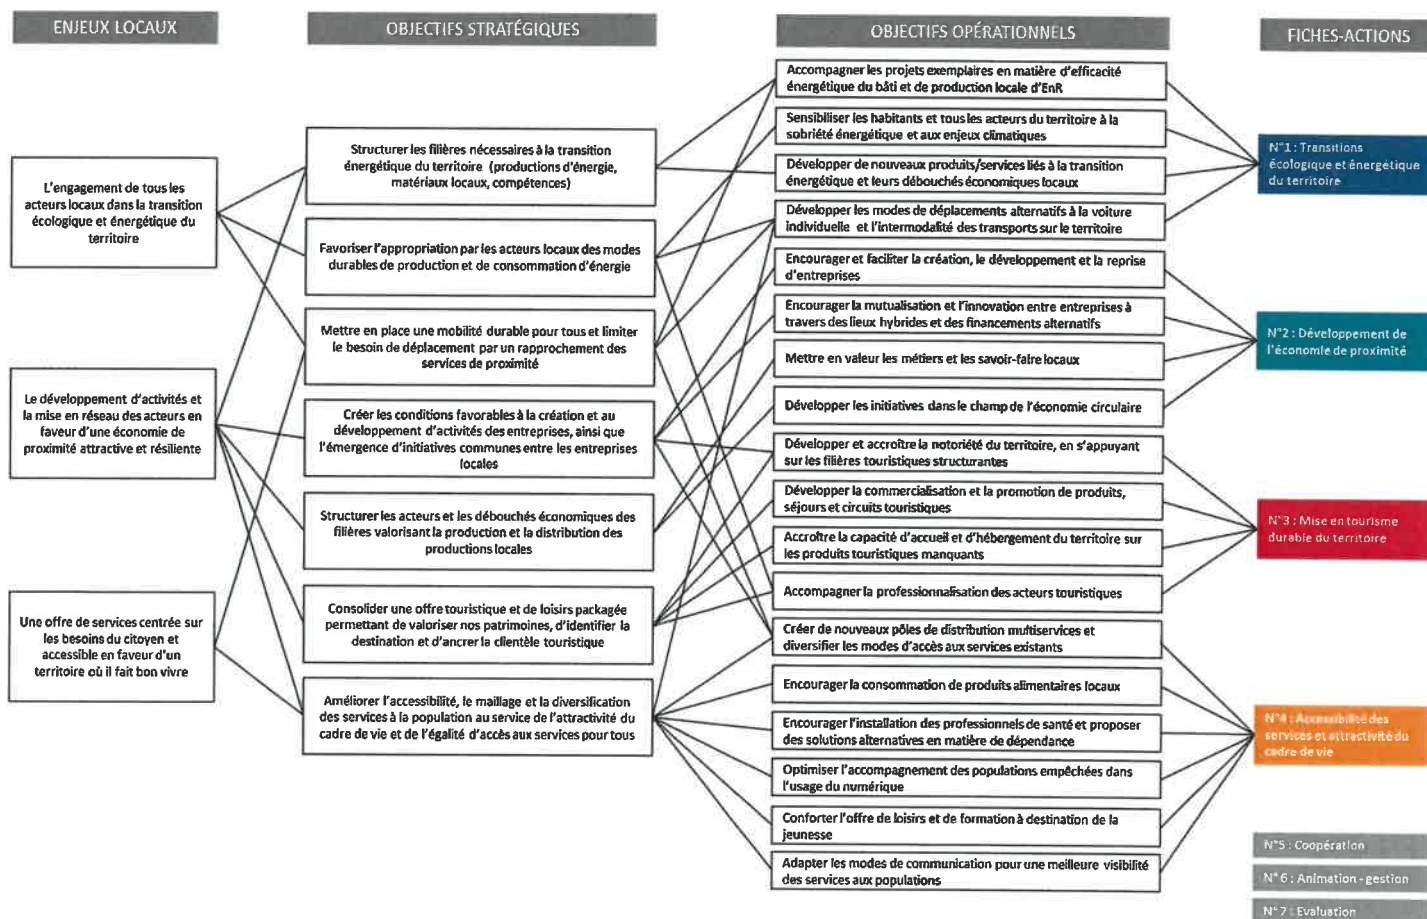 ENJEUX LOCAUX
L'engagement de tous les
acteurs locaux dans la transition
écologique et énergétique du
territoire
Le développement d'activités et
la mise en réseau des acteurs en
faveur d'une économie de
proximité attractive et résiliente
Une offre de services centrée sur
les besoins du citoyen et
accessible en faveur d'un
territoire où il fait bon vivre
OBJECTIFS STRATÉGIQUES
Structurer les filières nécessaires à la transition
énergétique du territoire (productions d'énergie,
matériaux locaux, compétences)
Favoriser l'appropriation par les acteurs locaux des modes
durables de production et de consommation d'énergie
Mettre en place une mobilité durable pour tous et limiter
le besoin de déplacement par un rapprochement des
services de proximité
Créer les conditions favorables à la création et au
développement d'activités des entreprises, ainsi que
l'émergence d'initiatives communes entre les entreprises
locales
Structurer les acteurs et les débouchés économiques des
filières valorisant la production et la distribution des
productions locales
Consolider une offre touristique et de loisirs packagée
permettant de valoriser nos patrimoines, d'identifier la
destination et d'ancrer la clientèle touristique
Améliorer l'accessibilité, le maillage et la diversification
des services à la population au service de l'attractivité du
cadre de vie et de l'égalité d'accès aux services pour tous
OBJECTIFS OPÉRATIONNELS
Accompagner les projets exemplaires en matière d'efficacité
énergétique du bâti et de production locale d'EnR
Sensibiliser les habitants et tous les acteurs du territoire à la
sobriété énergétique et aux enjeux climatiques
Développer de nouveaux produits/services liés à la transition
énergétique et leurs débouchés économiques locaux
Développer les modes de déplacements alternatifs à la voiture
individuelle et l'intermodalité des transports sur le territoire
Encourager et faciliter la création, le développement et la reprise
d'entreprises
Encourager la mutualisation et l'innovation entre entreprises à
travers des lieux hybrides et des financements alternatifs
Mettre en valeur les métiers et les savoir-faire locaux
Développer les initiatives dans le champ de l'économie circulaire
Développer et accroître la notoriété du territoire, en s'appuyant
sur les filières touristiques structurantes
Développer la commercialisation et la promotion de produits,
séjours et circuits touristiques
Accroître la capacité d'accueil et d'hébergement du territoire sur
les produits touristiques manquants
Accompagner la professionnalisation des acteurs touristiques
Créer de nouveaux pôles de distribution multiservices et
diversifier les modes d'accès aux services existants
Encourager la consommation de produits alimentaires locaux
Encourager l'installation des professionnels de santé et proposer
des solutions alternatives en matière de dépendance
Optimiser l'accompagnement des populations empêchées dans
l'usage du numérique
Conforter l'offre de loisirs et de formation à destination de la
jeunesse
Adapter les modes de communication pour une meilleure visibilité
des services aux populations
FICHES-ACTIONS
N°1 : Transitions
écologique et énergétique
du territoire
N°2 : Développement de
l'économie de proximité
N°3 : Mise en tourisme
durable du territoire
N°4 : Accessibilité des
services et attractivité du
cadre de vie
N°5 : Coopération
N°6 : Animation - gestion
N°7 : Evaluation